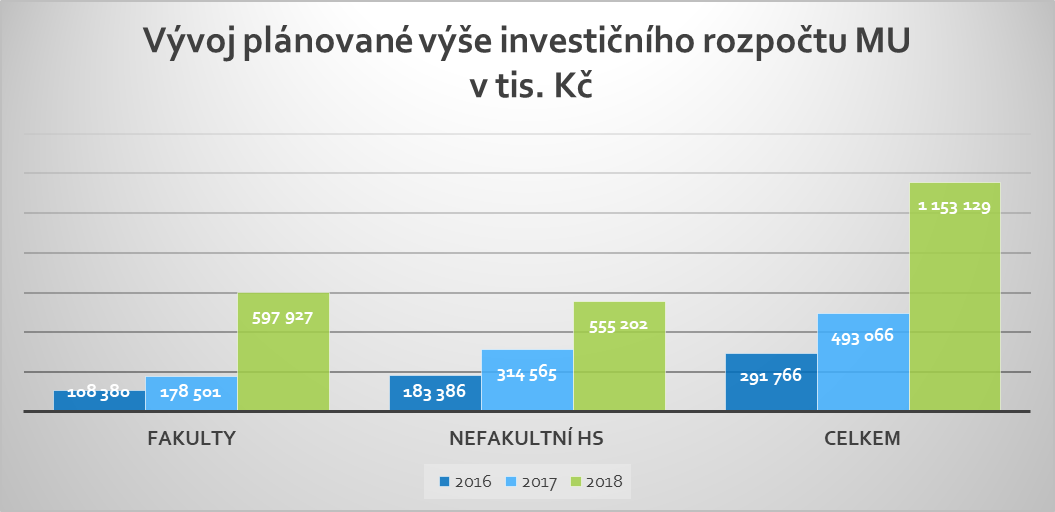 Vývoj plánované výše investičního rozpočtu MU
v tis. Kč
108 380
178 501
597 927
183 386
314 565
555 202
291 766
493 066
1 153 129
FAKULTY
NEFAKULTNÍ HS
CELKEM
2016
2017
2018